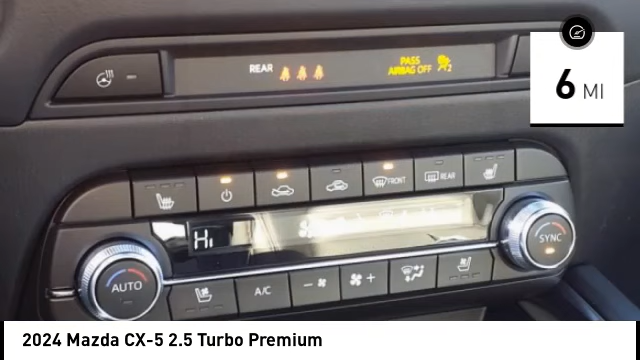 REAR
PASS
AIRBAG OFF
2
6 MI
FRONT
REAR
Hi
AUTO
A/C
SYNC
2024 Mazda CX-5 2.5 Turbo Premium